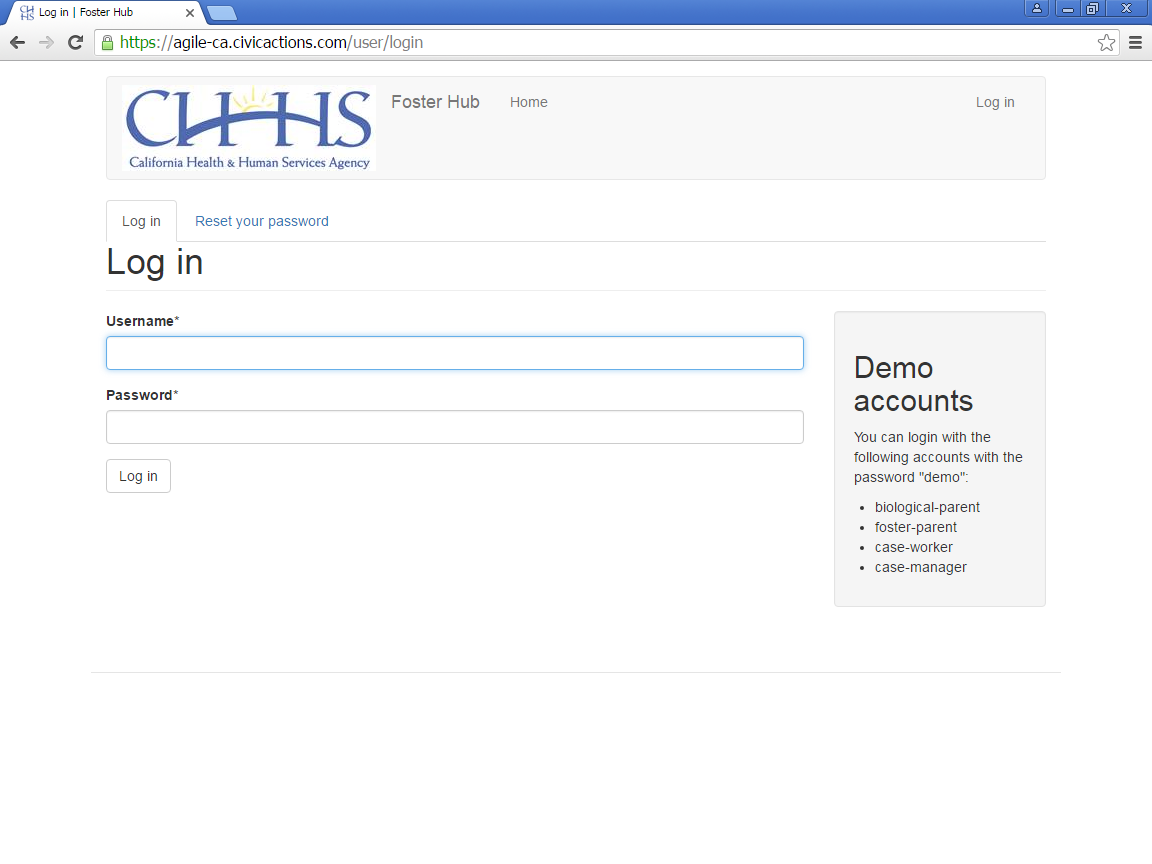 Log in | Foster Hub
https://agile-ca.civicactions.com/user/login
CHHS
California Health & Human Services Agency
Foster Hub
Home
Log in
Log in
Reset your password
Log in
Username*
Password*
Log in
Demo
accounts
You can login with the
following accounts with the
password "demo":
biological-parent
foster-parent
case-worker
case-manager